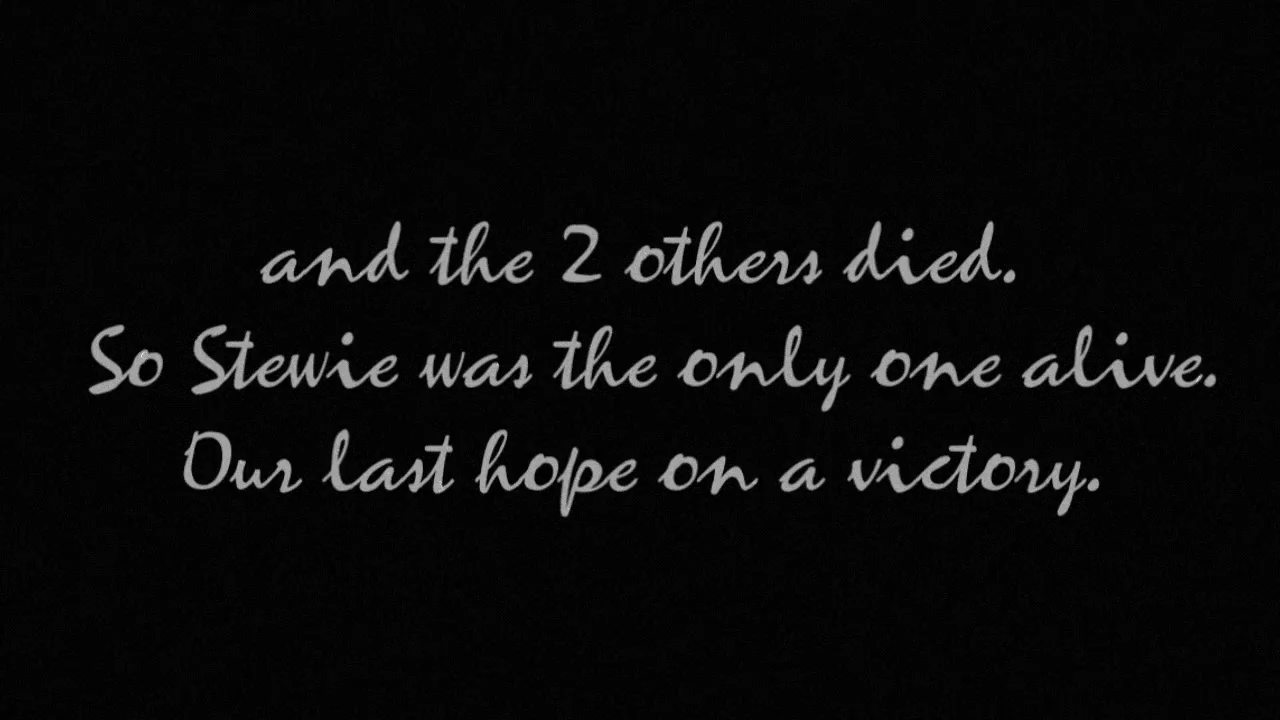 and the 2 others died.
So Stewie was the only one alive.
Our last hope on a victory.